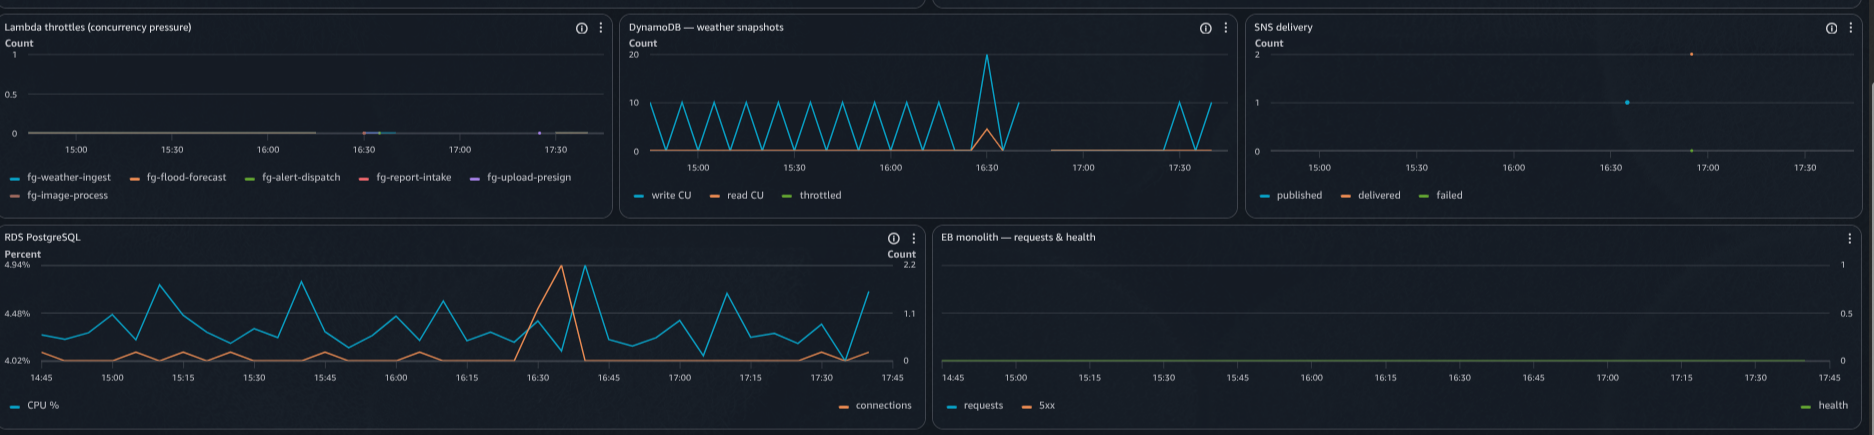 Lambda throttles (concurrency pressure)
Count
1
0.5
0
15:00 15:30 16:00 16:30 17:00 17:30
fg-weather-ingest fg-flood-forecast fg-alert-dispatch fg-report-intake fg-upload-presign
fg-image-process
DynamoDB — weather snapshots
Count
20
10
0
15:00 15:30 16:00 16:30 17:00 17:30
write CU read CU throttled
SNS delivery
Count
2
1
0
15:00 15:30 16:00 16:30 17:00 17:30
published delivered failed
RDS PostgreSQL
Percent Count
4.94% 2.2
4.48% 1.1
4.02% 0
14:45 15:00 15:15 15:30 15:45 16:00 16:15 16:30 16:45 17:00 17:15 17:30 17:45
CPU % connections
EB monolith — requests & health
1
0.5
0
14:45 15:00 15:15 15:30 15:45 16:00 16:15 16:30 16:45 17:00 17:15 17:30 17:45
requests 5xx health